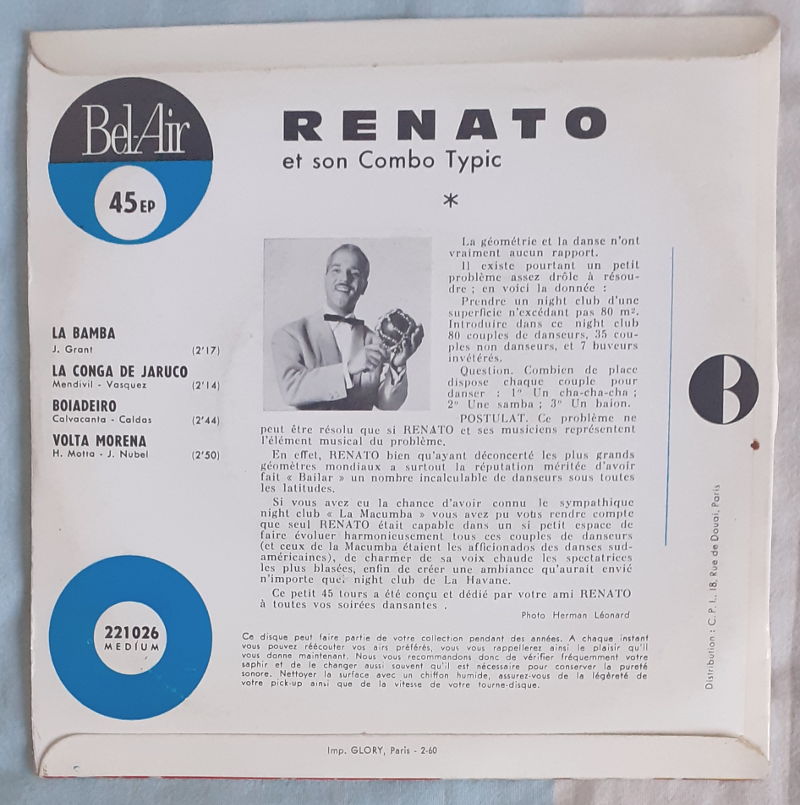 Bel-Air
45 EP
RENATO
et son Combo Typic
*
LA BAMBA
J. Grant (2'17)
LA CONGA DE JARUCO
Mendivil - Vasquez (2'14)
BOIADEIRO
Calvacanta - Caldas (2'44)
VOLTA MORENA
H. Motta - J. Nubel (2'50)
La géométrie et la danse n'ont
vraiment aucun rapport.
Il existe pourtant un petit
problème assez drôle à résou-
dre ; en voici la donnée :
Prendre un night club d'une
superficie n'excédant pas 80 m².
Introduire dans ce night club
80 couples de danseurs, 35 cou-
ples non danseurs, et 7 buveurs
invétérés.
Question. Combien de place
dispose chaque couple pour
danser : 1° Un cha-cha-cha ;
2° Une samba ; 3° Un baion.
POSTULAT. Ce problème ne
peut être résolu que si RENATO et ses musiciens représentent
l'élément musical du problème.
En effet, RENATO bien qu'ayant déconcerté les plus grands
géomètres mondiaux a surtout la réputation méritée d'avoir
fait « Bailar » un nombre incalculable de danseurs sous toutes
les latitudes.
Si vous avez eu la chance d'avoir connu le sympathique
night club « La Macumba » vous avez pu vous rendre compte
que seul RENATO était capable dans un si petit espace de
faire évoluer harmonieusement tous ces couples de danseurs
(et ceux de la Macumba étaient les afficionados des danses sud-
américaines), de charmer de sa voix chaude les spectatrices
les plus blasées, enfin de créer une ambiance qu'aurait envié
n'importe quel night club de La Havane.
Ce petit 45 tours a été conçu et dédié par votre ami RENATO
à toutes vos soirées dansantes .
Photo Herman Léonard
221026
MEDIUM
Ce disque peut faire partie de votre collection pendant des années. A chaque instant
vous pouvez réécouter vos airs préférés, vous vous rappellerez ainsi le plaisir qu'il
vous donne maintenant. Nous vous recommandons donc de vérifier fréquemment votre
saphir et de le changer aussi souvent qu'il est nécessaire pour conserver la pureté
sonore. Nettoyer la surface avec un chiffon humide, assurez-vous de la légèreté de
votre pick-up ainsi que de la vitesse de votre tourne-disque.
B
Distribution : C. P. L., 18, Rue de Douai, Paris
Imp. GLORY, Paris - 2-60